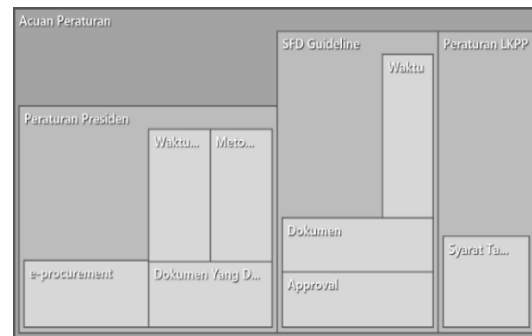 Acuan Peraturan
SFD Guideline
Peraturan LKPP
Waktu
Peraturan Presiden
Waktu...
Meto...
Dokumen
Syarat Ta...
e-procurement
Dokumen Yang D...
Approval